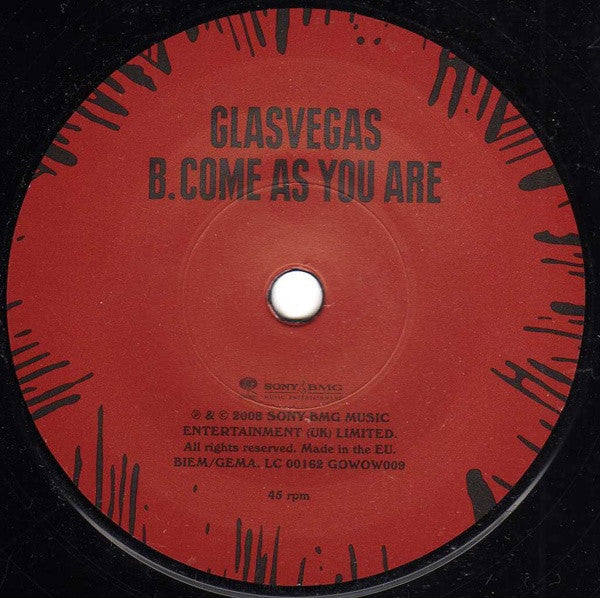 GLASVEGAS
B.COME AS YOU ARE
SONY BMG
MUSIC ENTERTAINMENT
℗ & © 2008 SONY BMG MUSIC
ENTERTAINMENT (UK) LIMITED.
All rights reserved. Made in the EU.
BIEM/GEMA. LC 00162 GOWOW009
45 rpm